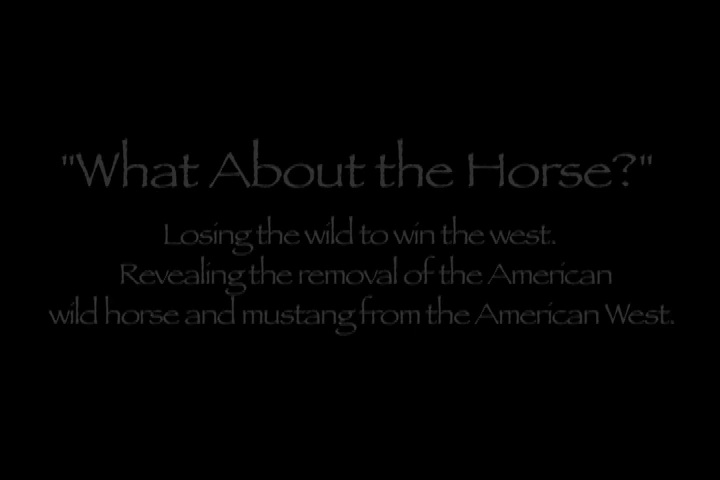 "What About the Horse?"
Losing the wild to win the west.
Revealing the removal of the American
wild horse and mustang from the American West.